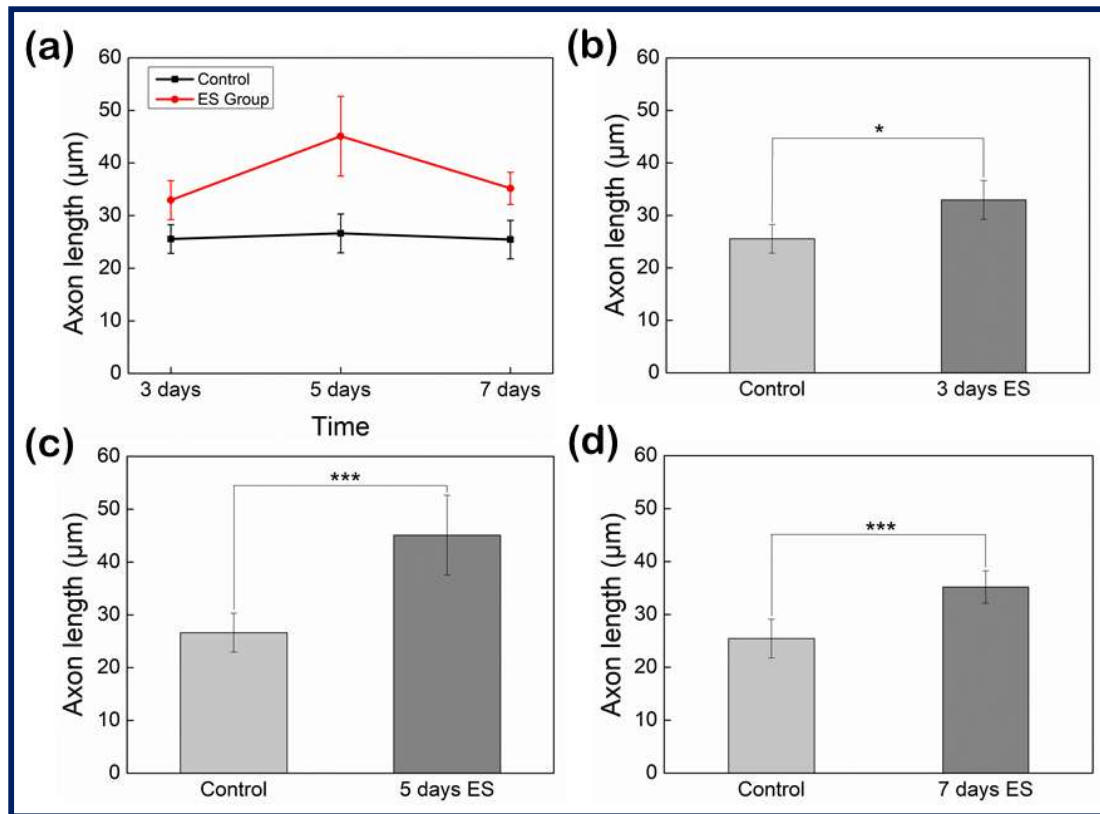 (a)
60
50
40
30
20
10
0
Axon length (µm)
Control
ES Group
3 days
5 days
7 days
Time
(b)
60
50
40
30
20
10
0
Axon length (µm)
*
Control
3 days ES
(c)
60
50
40
30
20
10
0
Axon length (µm)
***
Control
5 days ES
(d)
60
50
40
30
20
10
0
Axon length (µm)
***
Control
7 days ES